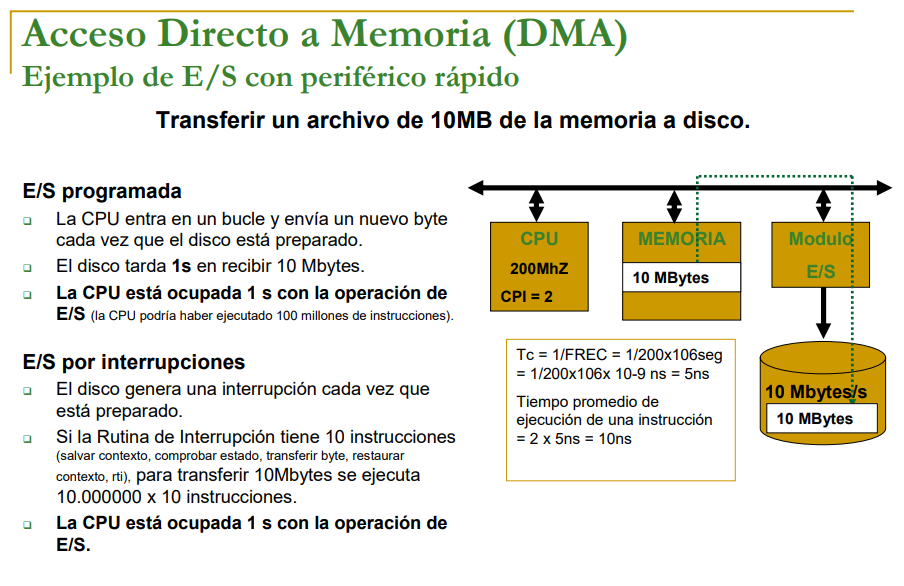 Acceso Directo a Memoria (DMA)
Ejemplo de E/S con periférico rápido
Transferir un archivo de 10MB de la memoria a disco.
E/S programada
La CPU entra en un bucle y envía un nuevo byte
cada vez que el disco está preparado.
El disco tarda 1s en recibir 10 Mbytes.
La CPU está ocupada 1 s con la operación de
E/S (la CPU podría haber ejecutado 100 millones de instrucciones).
E/S por interrupciones
El disco genera una interrupción cada vez que
está preparado.
Si la Rutina de Interrupción tiene 10 instrucciones
(salvar contexto, comprobar estado, transferir byte, restaurar
contexto, rti), para transferir 10Mbytes se ejecuta
10.000000 x 10 instrucciones.
La CPU está ocupada 1 s con la operación de
E/S.
CPU
200MhZ
CPI = 2
MEMORIA
10 MBytes
Modulo
E/S
Tc = 1/FREC = 1/200x106seg
= 1/200x106x 10-9 ns = 5ns
Tiempo promedio de
ejecución de una instrucción
= 2 x 5ns = 10ns
10 Mbytes/s
10 MBytes